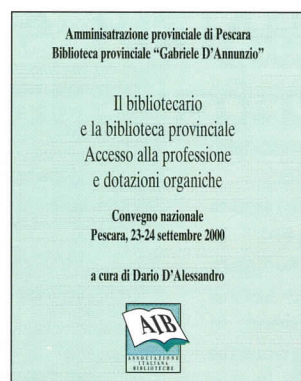 Amminisatrazione provinciale di Pescara
Biblioteca provinciale “Gabriele D’Annunzio”
Il bibliotecario
e la biblioteca provinciale
Accesso alla professione
e dotazioni organiche
Convegno nazionale
Pescara, 23-24 settembre 2000
a cura di Dario D’Alessandro
AIB
ASSOCIAZIONE
ITALIANA
BIBLIOTECHE